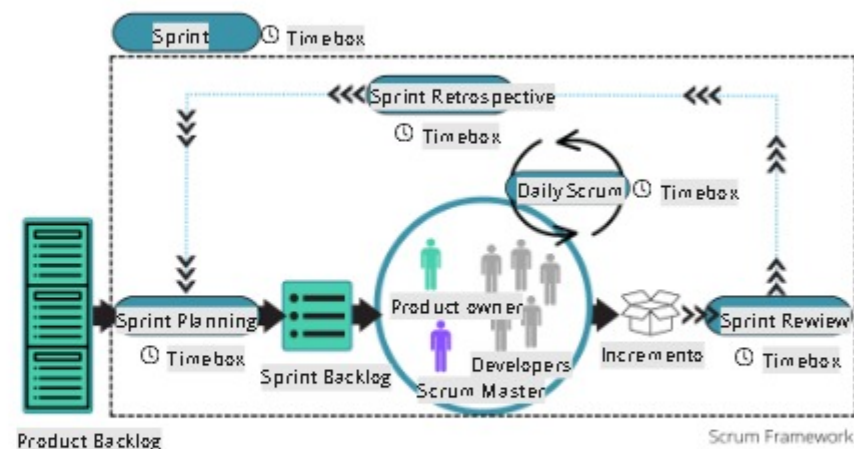 Sprint
Timebox
Sprint Retrospective
Timebox
Daily Scrum
Timebox
Product owner
Sprint Planning
Timebox
Sprint Backlog
Developers
Scrum Master
Incremento
Sprint Rewiew
Timebox
Product Backlog
Scrum Framework